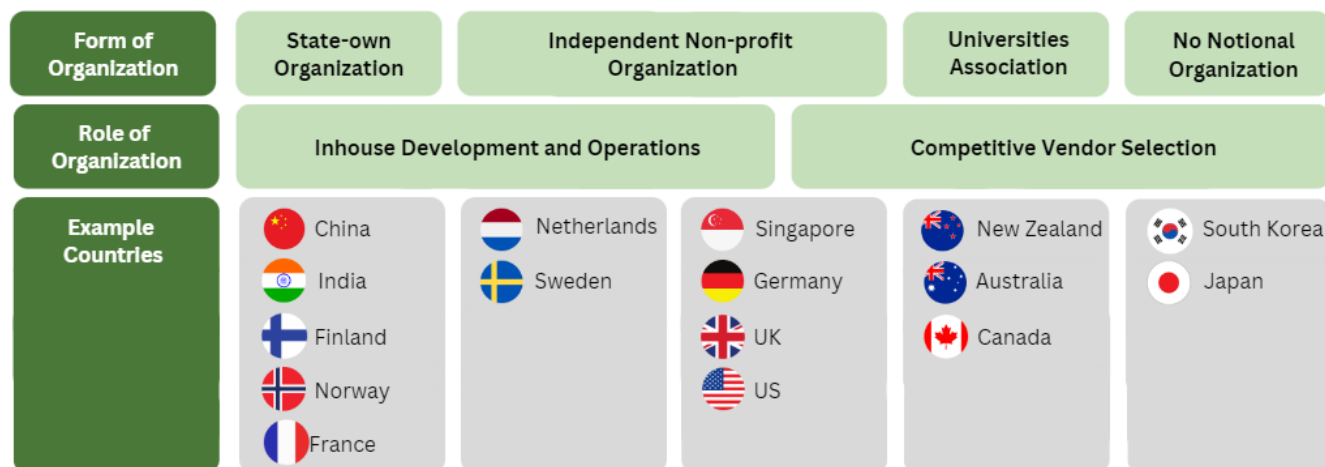 Form of
Organization
State-own
Organization
Independent Non-profit
Organization
Universities
Association
No Notional
Organization
Role of
Organization
Inhouse Development and Operations
Competitive Vendor Selection
Example
Countries
China
India
Finland
Norway
France
Netherlands
Sweden
Singapore
Germany
UK
US
New Zealand
Australia
Canada
South Korea
Japan